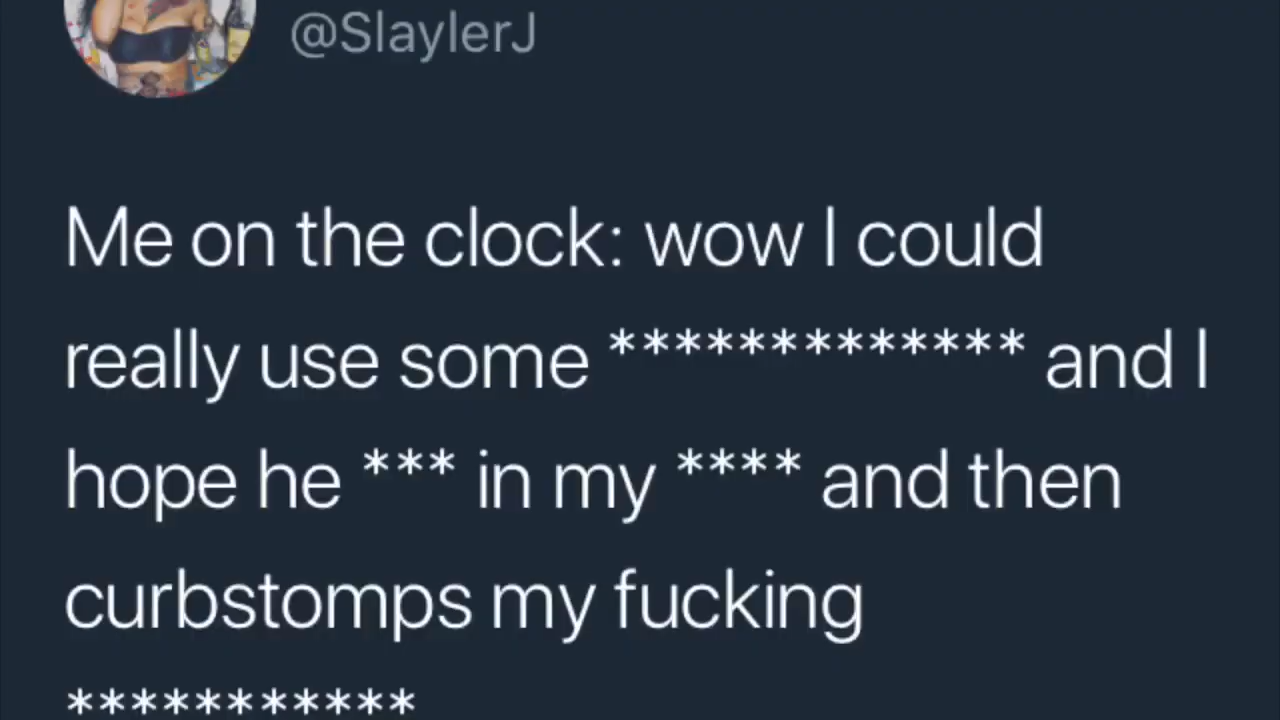 @SlaylerJ
Me on the clock: wow I could
really use some ************* and I
hope he *** in my **** and then
curbstomps my fucking
***********